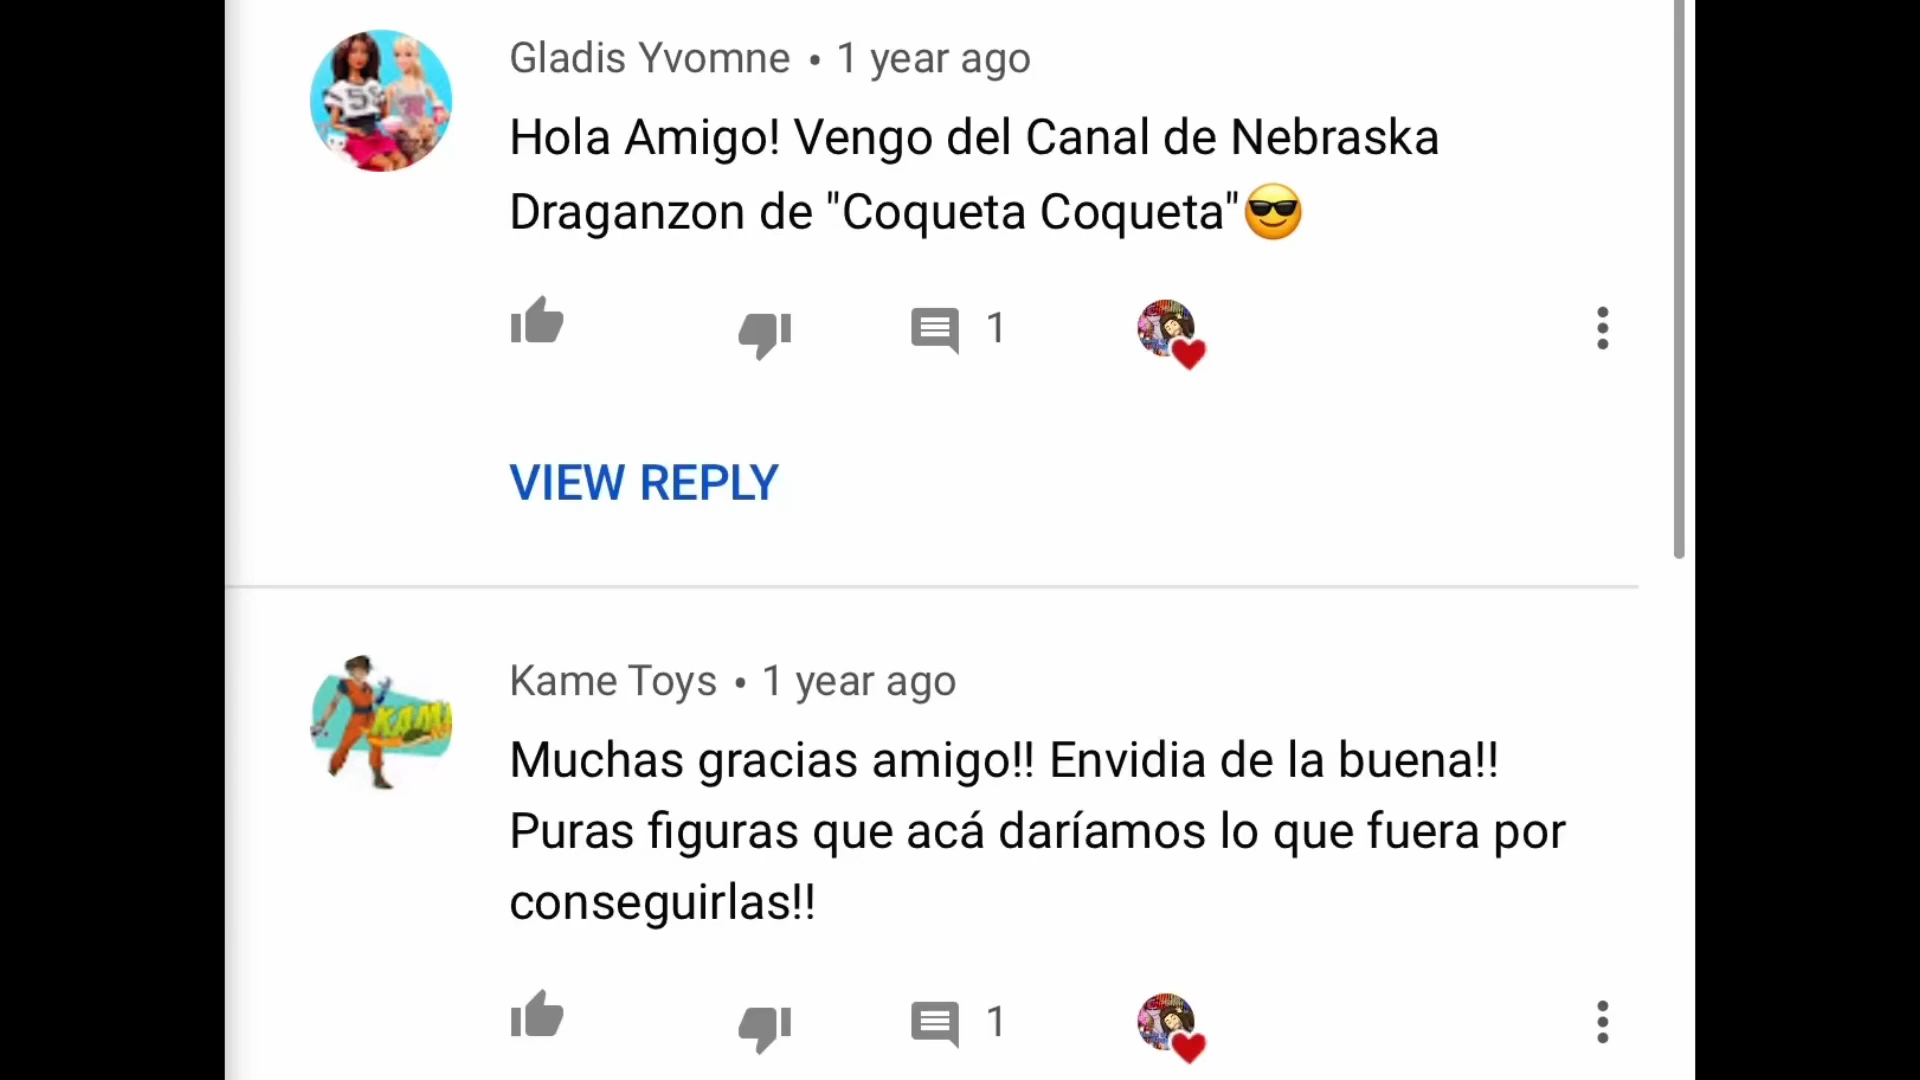 Gladis Yvomne • 1 year ago
Hola Amigo! Vengo del Canal de Nebraska
Draganzon de "Coqueta Coqueta"😎
1
VIEW REPLY
Kame Toys • 1 year ago
Muchas gracias amigo!! Envidia de la buena!!
Puras figuras que acá daríamos lo que fuera por
conseguirlas!!
1